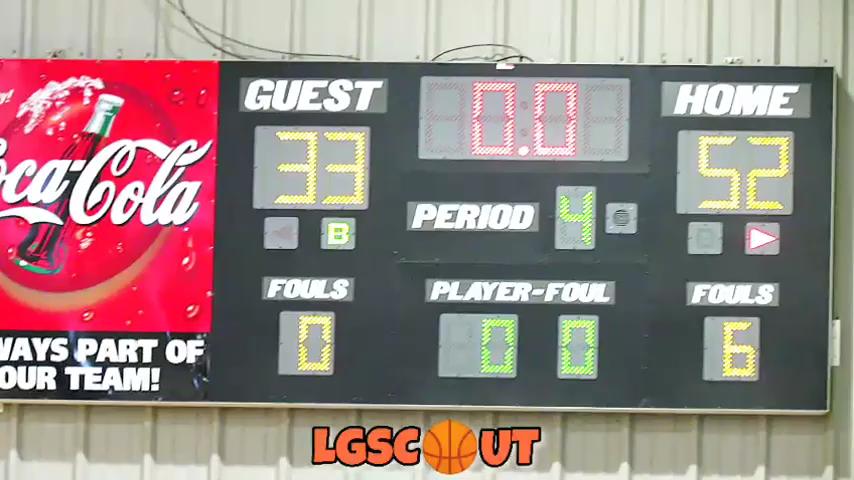 Coca-Cola
WAYS PART OF
OUR TEAM!
GUEST
0.0
HOME
33
52
PERIOD
4
B
FOULS
PLAYER-FOUL
FOULS
0
0 0
6
LGSCOUT